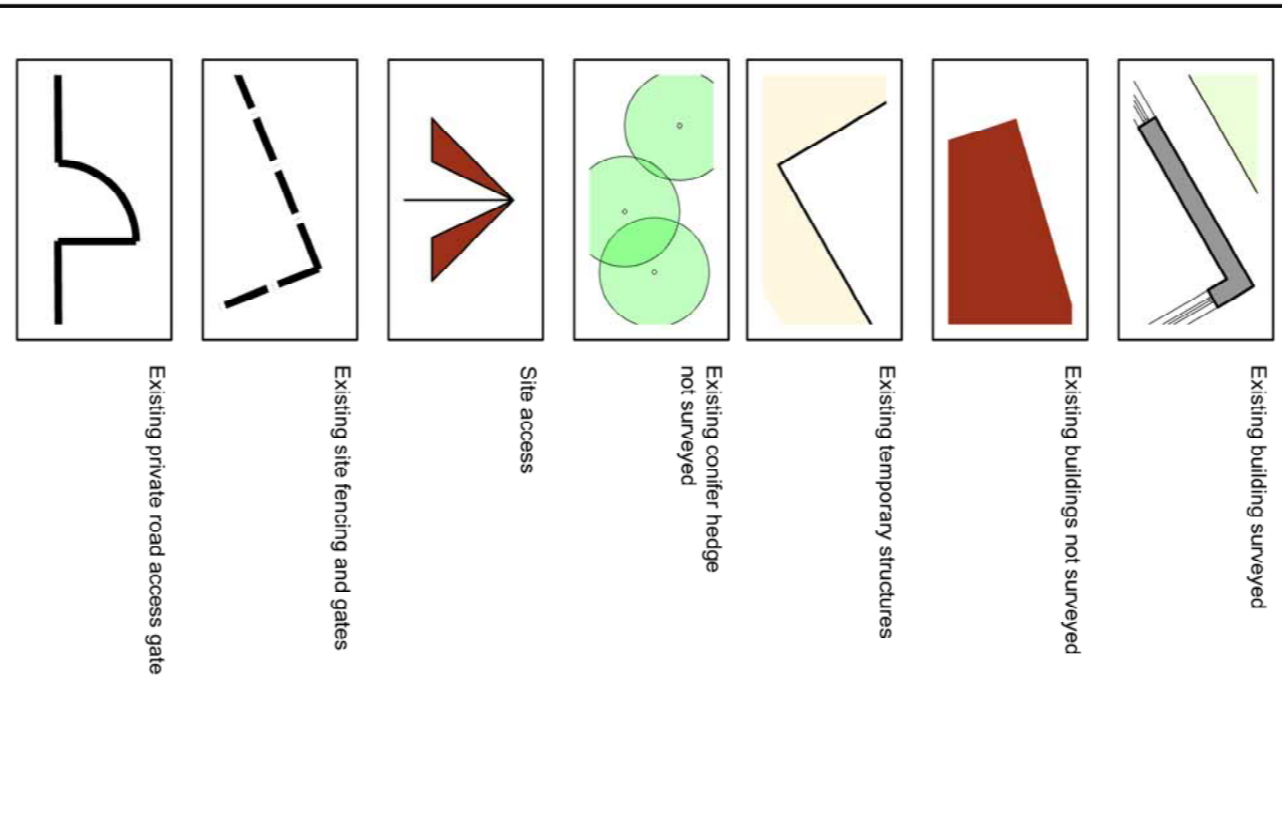 Existing building surveyed
Existing buildings not surveyed
Existing temporary structures
Existing conifer hedge
not surveyed
Site access
Existing site fencing and gates
Existing private road access gate